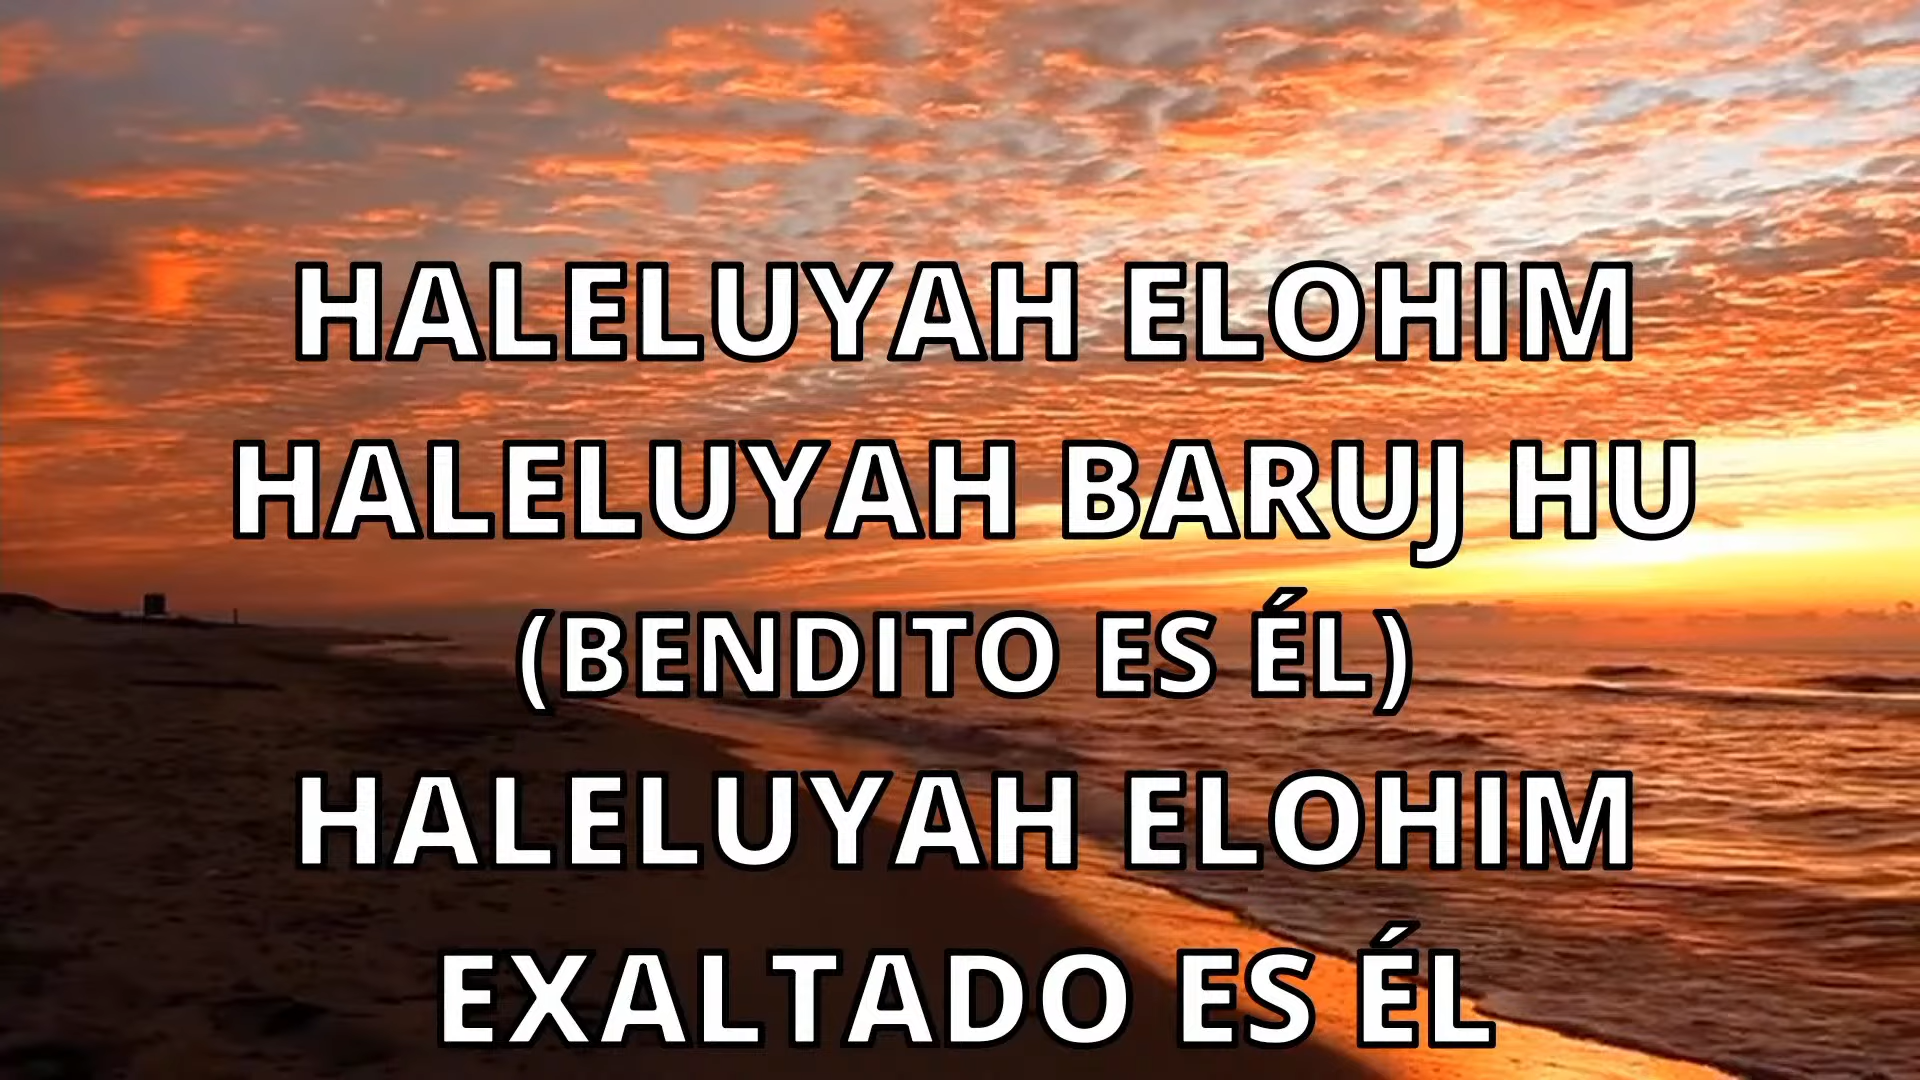 HALELUYAH ELOHIM
HALELUYAH BARUJ HU
(BENDITO ES ÉL)
HALELUYAH ELOHIM
EXALTADO ES ÉL